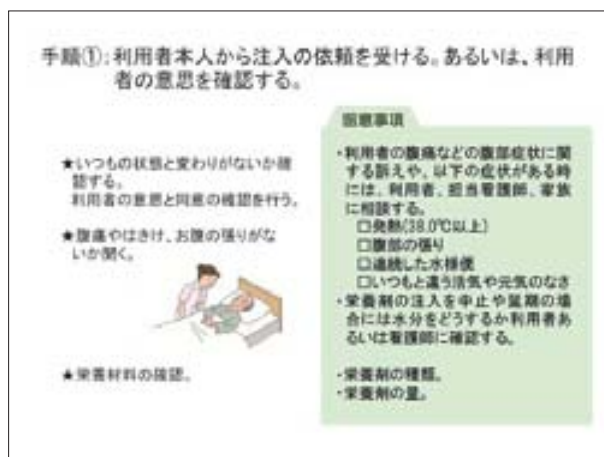 手順①:利用者本人から注入の依頼を受ける。あるいは、利用
者の意思を確認する。
★いつもの状態と変わりがないか確
認する。
利用者の意思と同意の確認を行う。
★腹痛やはきけ、お腹の張りがな
いか聞く。
★栄養材料の確認。
留意事項
・利用者の腹痛などの腹部症状に関
する訴えや、以下の症状がある時
には、利用者、担当看護師、家族
に相談する。
□発熱(38.0℃以上)
□腹部の張り
□連続した水様便
□いつもと違う活気や元気のなさ
・栄養剤の注入を中止や延期の場
合には水分をどうするか利用者あ
るいは看護師に確認する。
・栄養剤の種類。
・栄養剤の量。